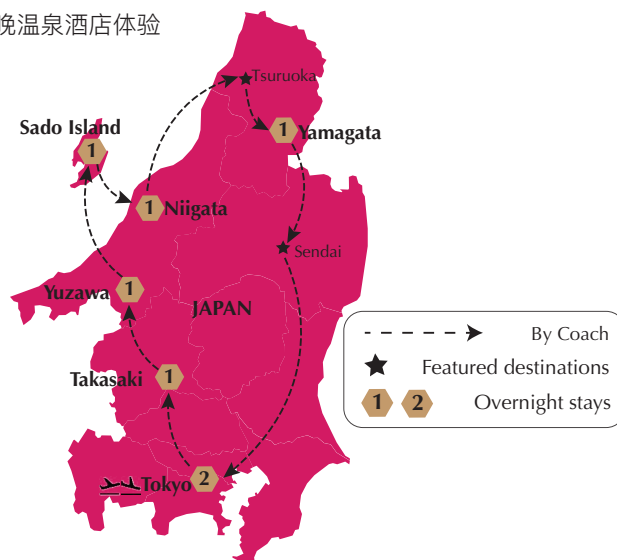 晚温泉酒店体验
Tsuruoka
Sado Island
1
Yamagata
1
1
Niigata
Sendai
Yuzawa
1
JAPAN
By Coach
Takasaki
1
Featured destinations
1
2
Overnight stays
Tokyo
2